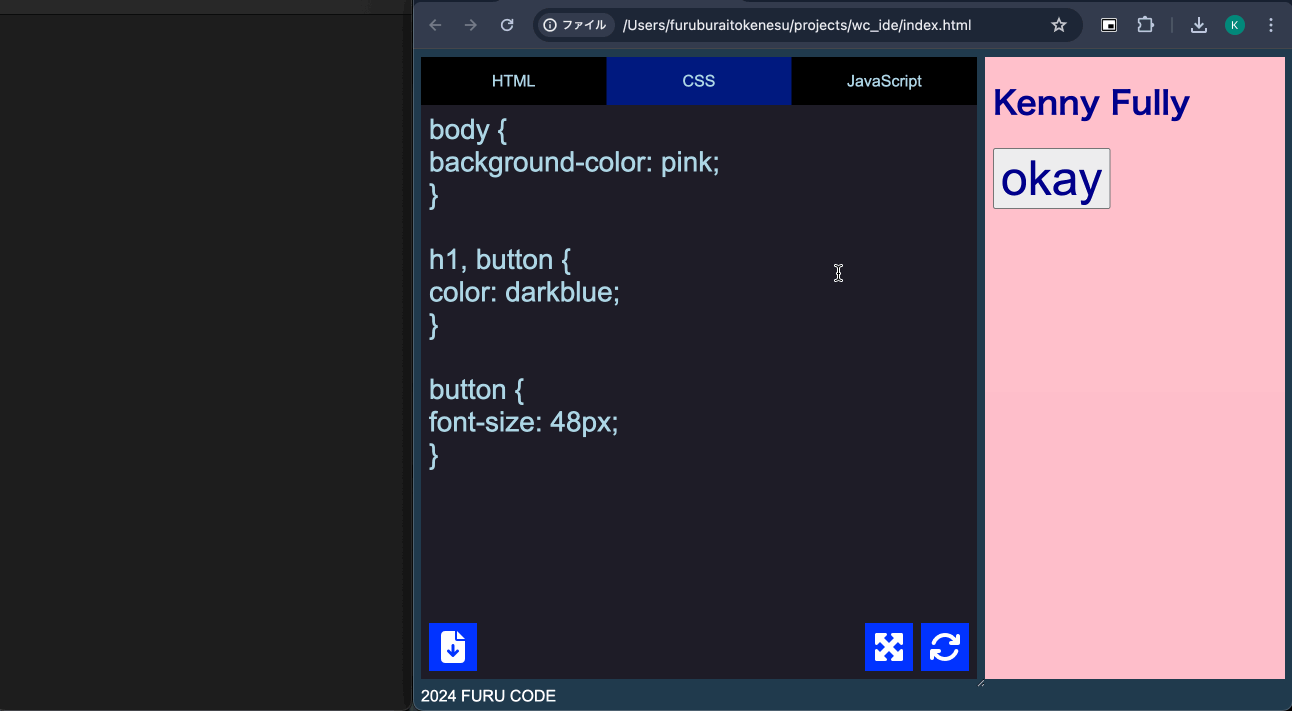 ファイル /Users/furuburaitokenesu/projects/wc_ide/index.html
K
HTML CSS JavaScript
body {
background-color: pink;
}
h1, button {
color: darkblue;
}
button {
font-size: 48px;
}
Kenny Fully
okay
2024 FURU CODE